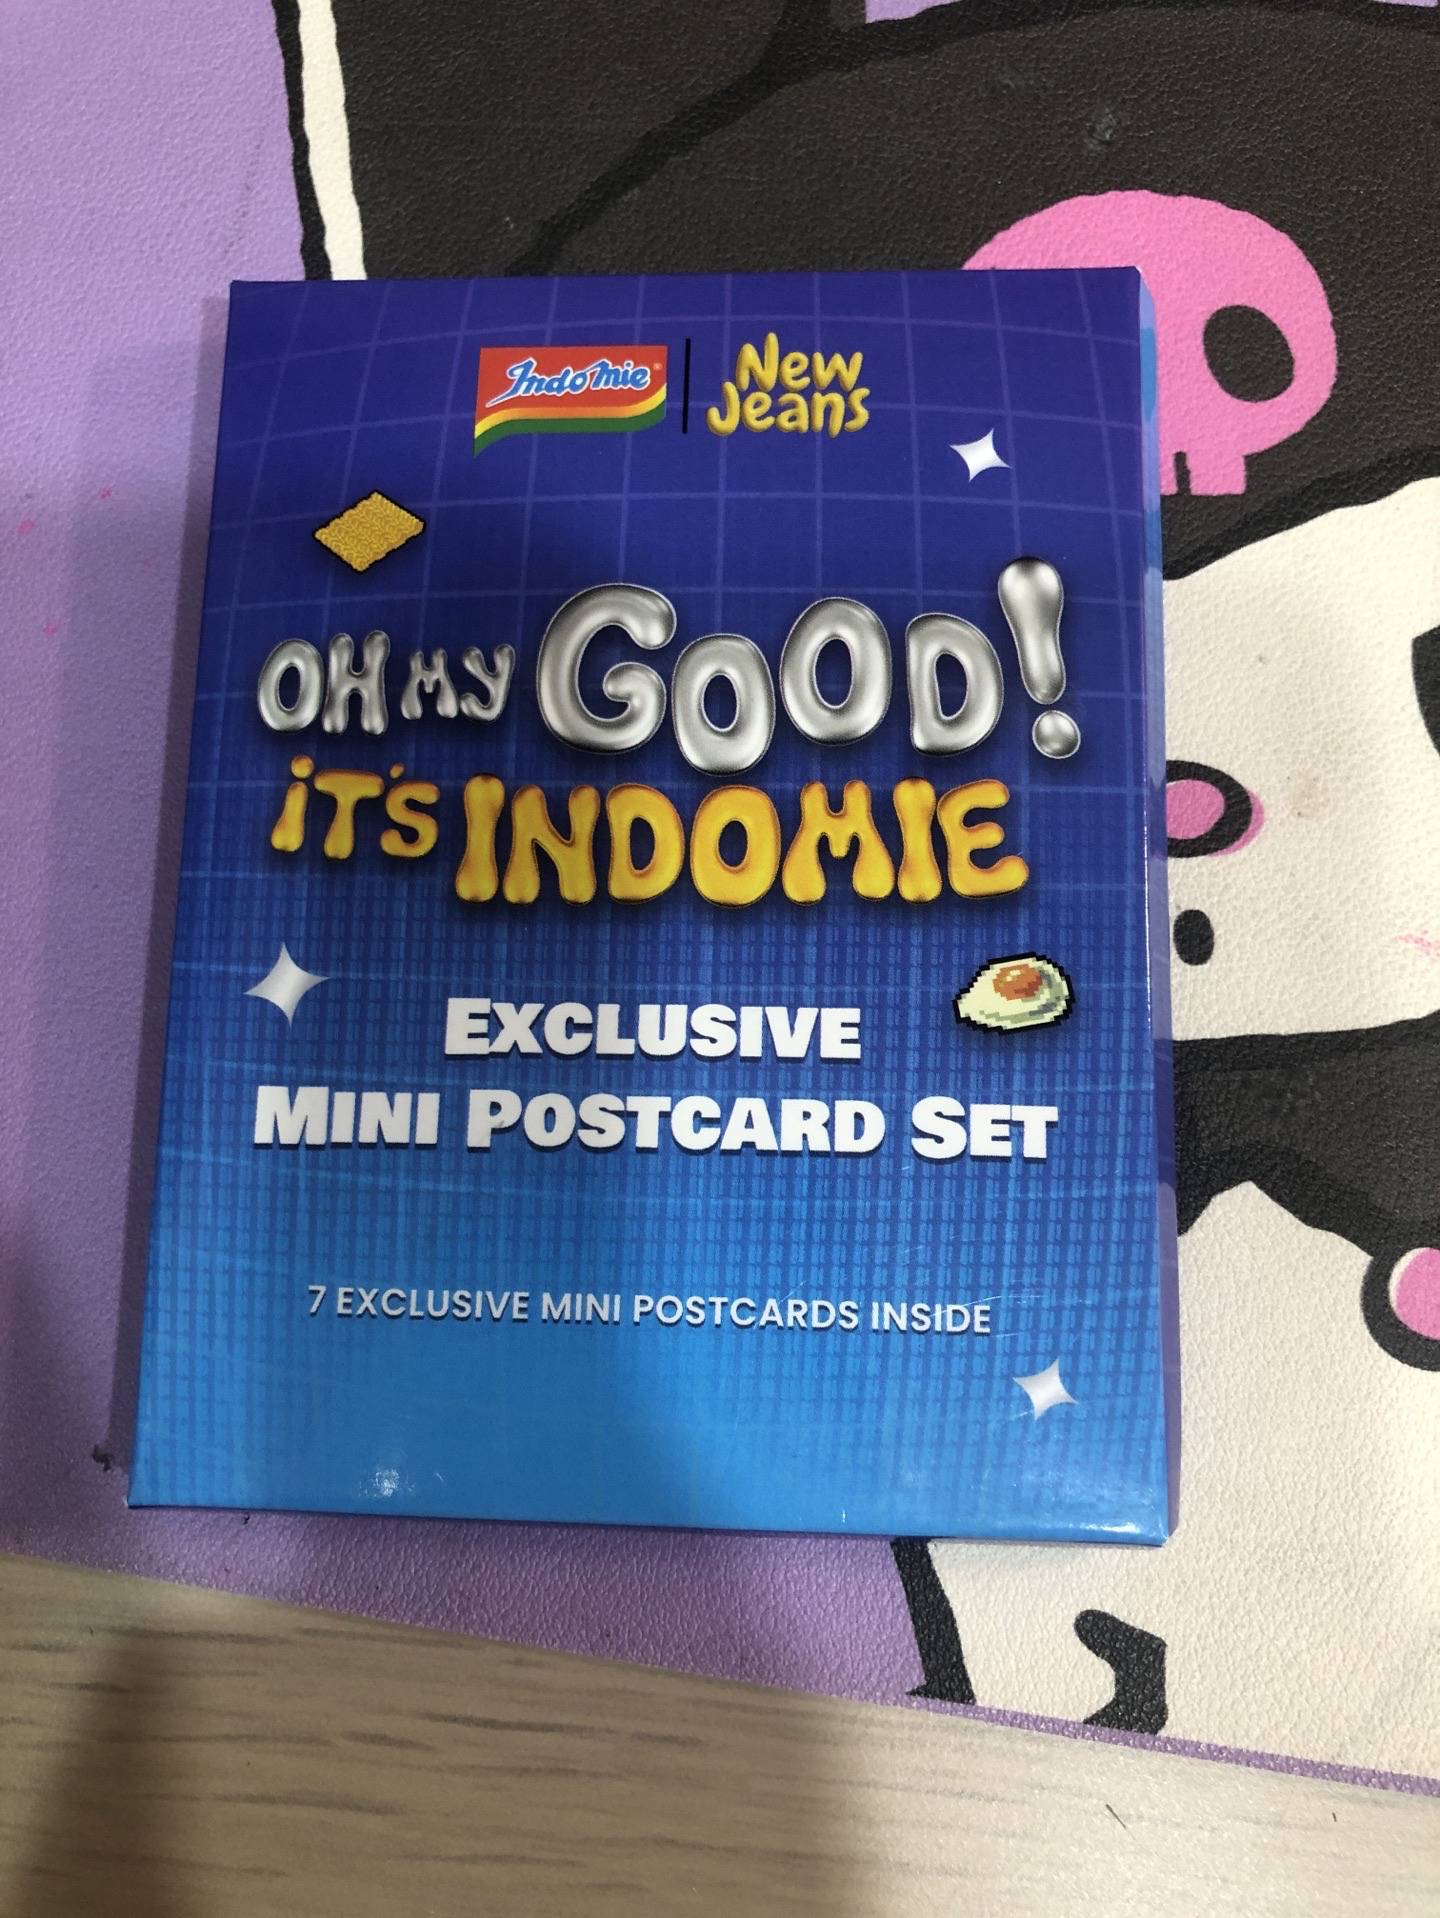 Indomie
New
Jeans
OH MY GOOD!
iT'S INDOMIE
EXCLUSIVE
MINI POSTCARD SET
7 EXCLUSIVE MINI POSTCARDS INSIDE